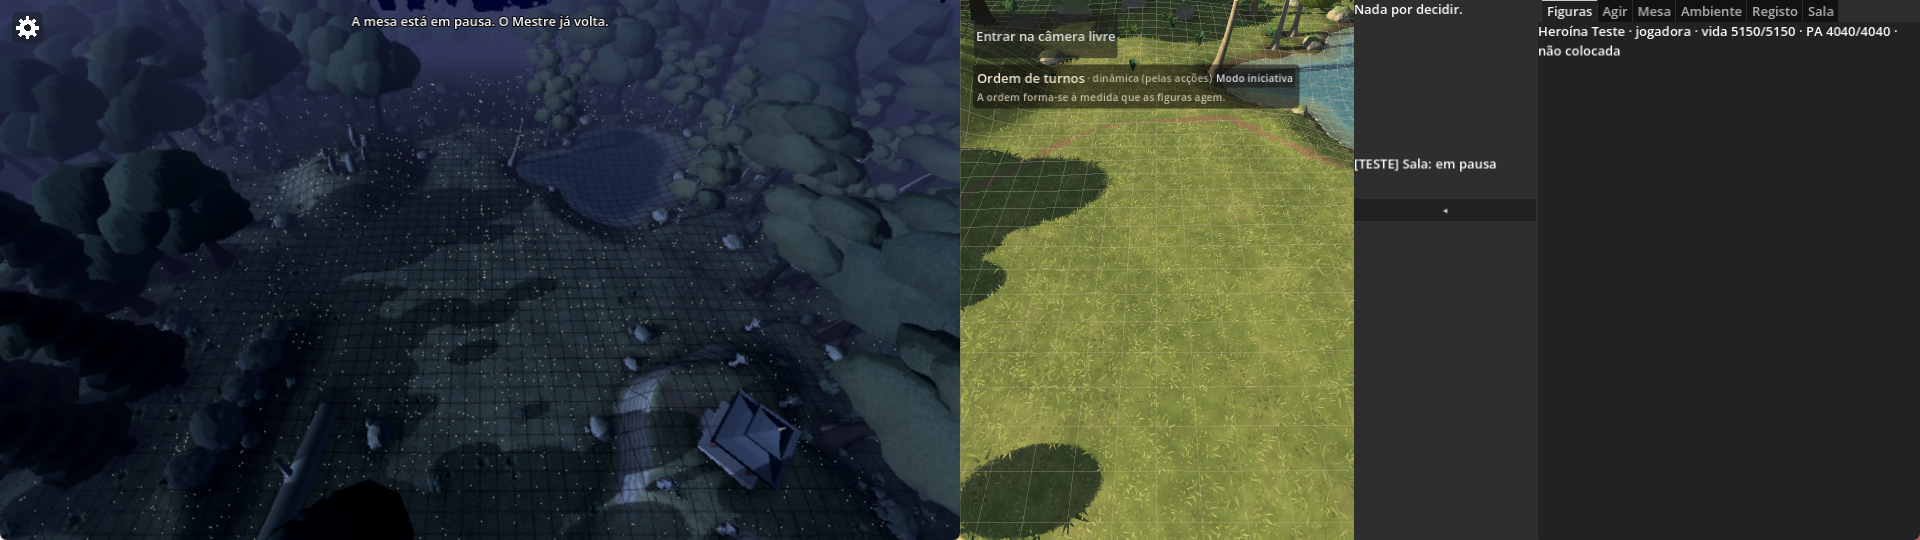 A mesa está em pausa. O Mestre já volta.
Entrar na câmera livre
Ordem de turnos · dinâmica (pelas acções) Modo iniciativa
A ordem forma-se à medida que as figuras agem.
Nada por decidir.
[TESTE] Sala: em pausa
Figuras Agir Mesa Ambiente Registo Sala
Heroína Teste · jogadora · vida 5150/5150 · PA 4040/4040 ·
não colocada